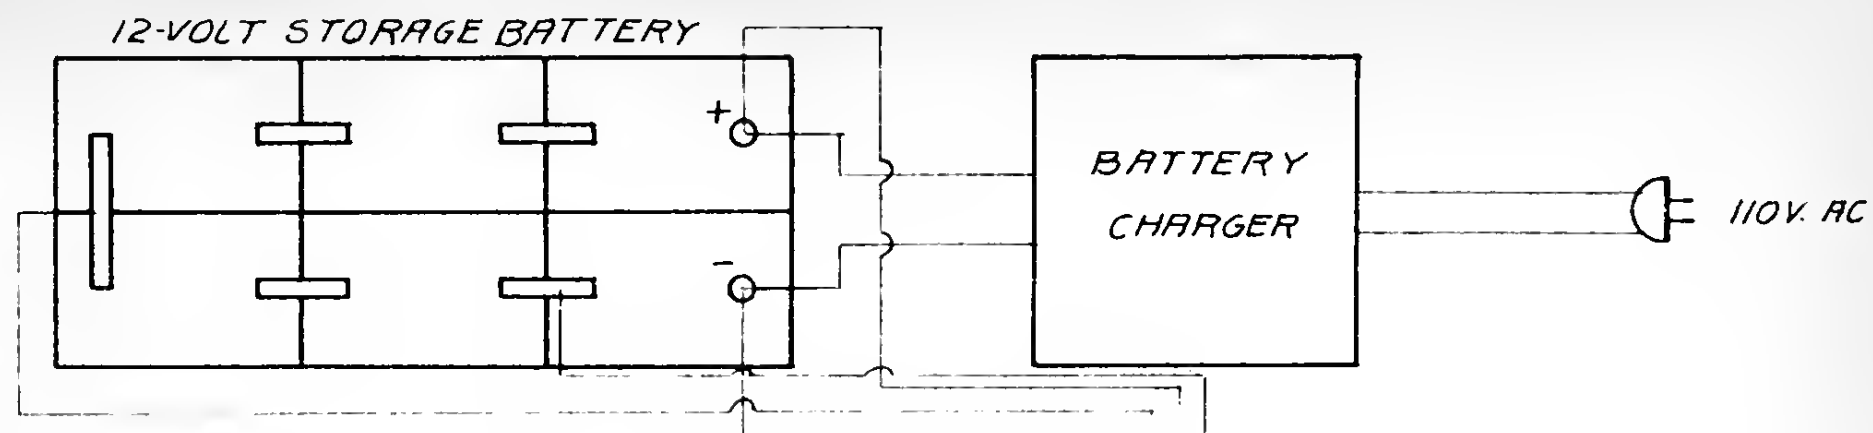 12-VOLT STORAGE BATTERY
+
-
BATTERY
CHARGER
110V. AC